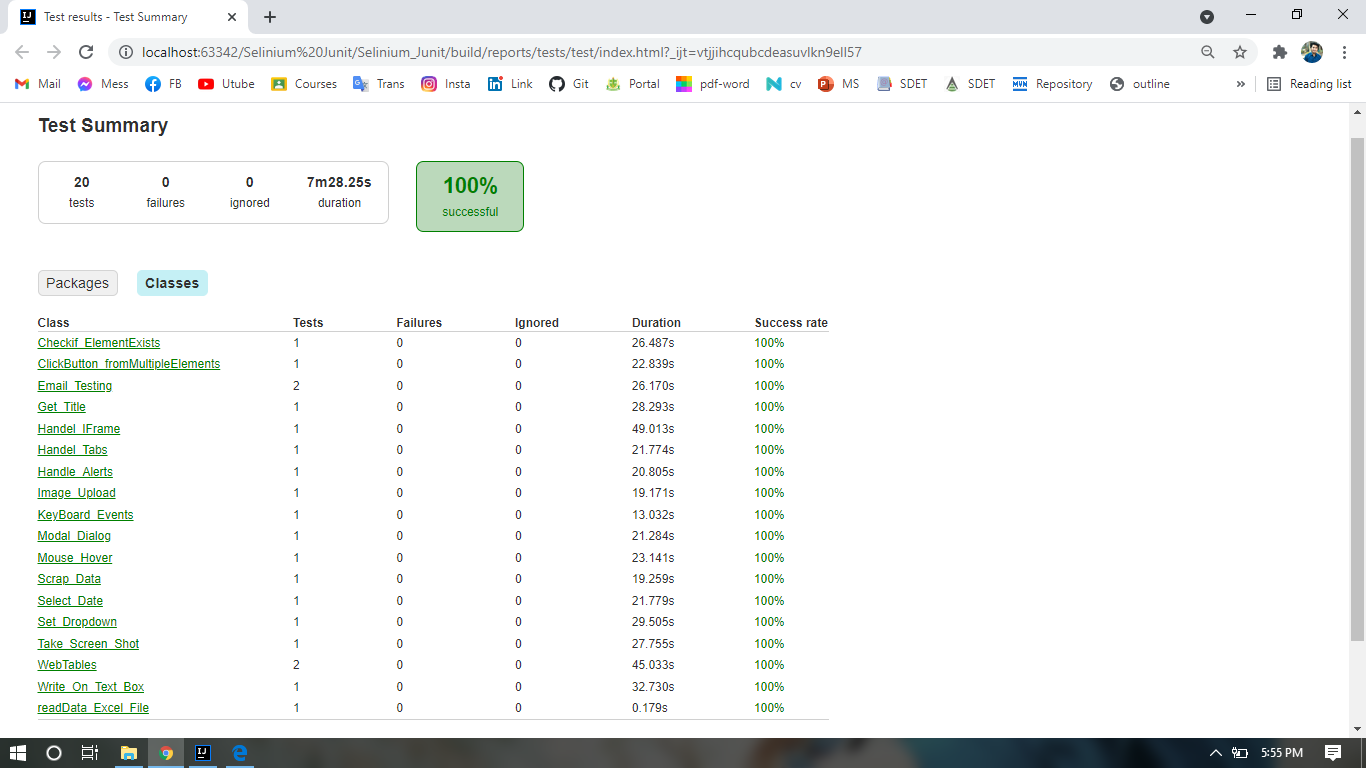 Test results - Test Summary
localhost:63342/Selinium%20Junit/Selinium_Junit/build/reports/tests/test/index.html?_ijt=vtjjihcqubcdeasuvlkn9ell57
Mail Mess FB Utube Courses Trans Insta Link Git Portal pdf-word cv MS SDET SDET Repository outline » Reading list
Test Summary
20 0 0 7m28.25s 100%
tests failures ignored duration successful
Packages Classes
Class Tests Failures Ignored Duration Success rate
Checkif_ElementExists 1 0 0 26.487s 100%
ClickButton_fromMultipleElements 1 0 0 22.839s 100%
Email_Testing 2 0 0 26.170s 100%
Get_Title 1 0 0 28.293s 100%
Handel_IFrame 1 0 0 49.013s 100%
Handel_Tabs 1 0 0 21.774s 100%
Handle_Alerts 1 0 0 20.805s 100%
Image_Upload 1 0 0 19.171s 100%
KeyBoard_Events 1 0 0 13.032s 100%
Modal_Dialog 1 0 0 21.284s 100%
Mouse_Hover 1 0 0 23.141s 100%
Scrap_Data 1 0 0 19.259s 100%
Select_Date 1 0 0 21.779s 100%
Set_Dropdown 1 0 0 29.505s 100%
Take_Screen_Shot 1 0 0 27.755s 100%
WebTables 2 0 0 45.033s 100%
Write_On_Text_Box 1 0 0 32.730s 100%
readData_Excel_File 1 0 0 0.179s 100%
5:55 PM